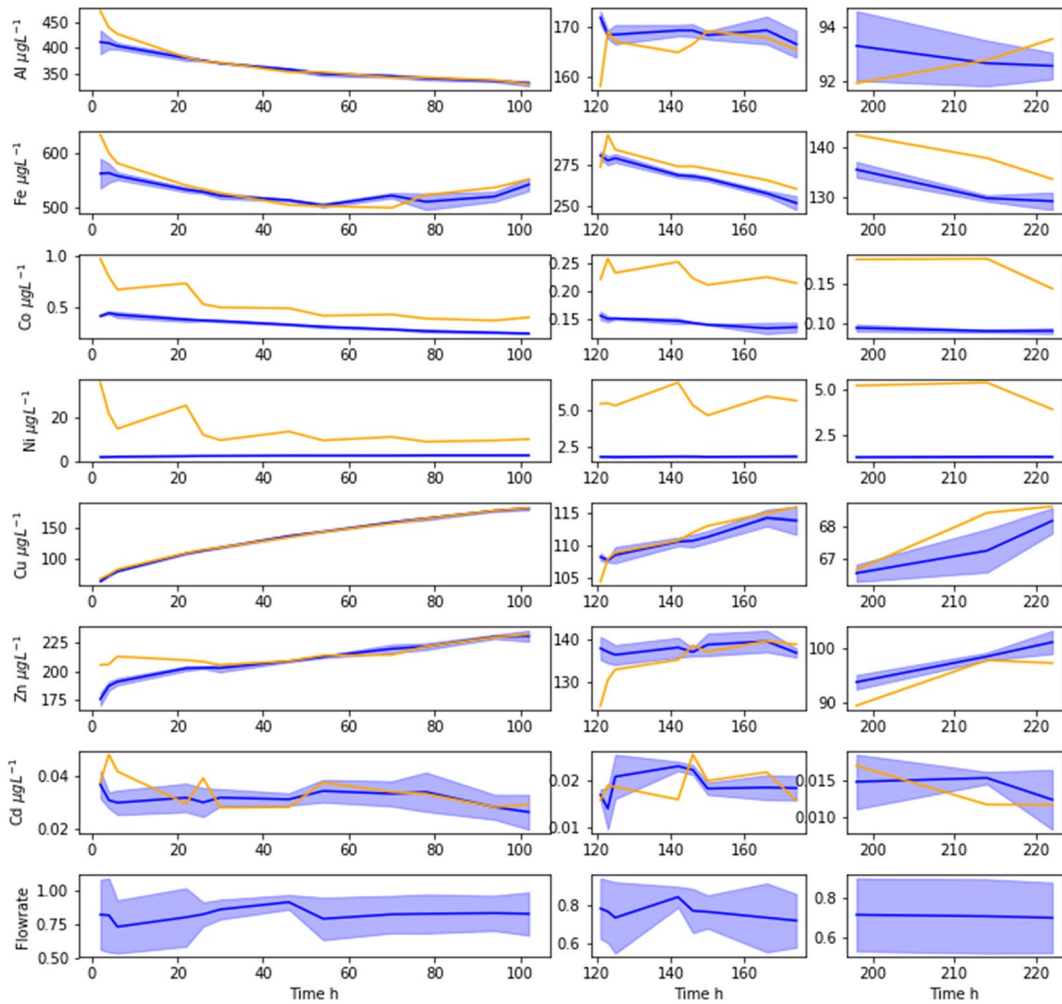 Al μgL⁻¹
450
400
350
0 20 40 60 80 100
170
160
120 140 160
94
92
200 210 220
Fe μgL⁻¹
600
500
0 20 40 60 80 100
275
250
120 140 160
140
130
200 210 220
Co μgL⁻¹
1.0
0.5
0 20 40 60 80 100
0.25
0.20
0.15
120 140 160
0.15
0.10
200 210 220
Ni μgL⁻¹
20
0
0 20 40 60 80 100
5.0
2.5
120 140 160
5.0
2.5
200 210 220
Cu μgL⁻¹
150
100
0 20 40 60 80 100
115
110
105
120 140 160
68
67
200 210 220
Zn μgL⁻¹
225
200
175
0 20 40 60 80 100
140
130
120 140 160
100
90
200 210 220
Cd μgL⁻¹
0.04
0.02
0 20 40 60 80 100
0.02
0.01
120 140 160
0.015
0.010
200 210 220
Flowrate
1.00
0.75
0.50
0 20 40 60 80 100
0.8
0.6
120 140 160
0.8
0.6
200 210 220
Time h Time h Time h